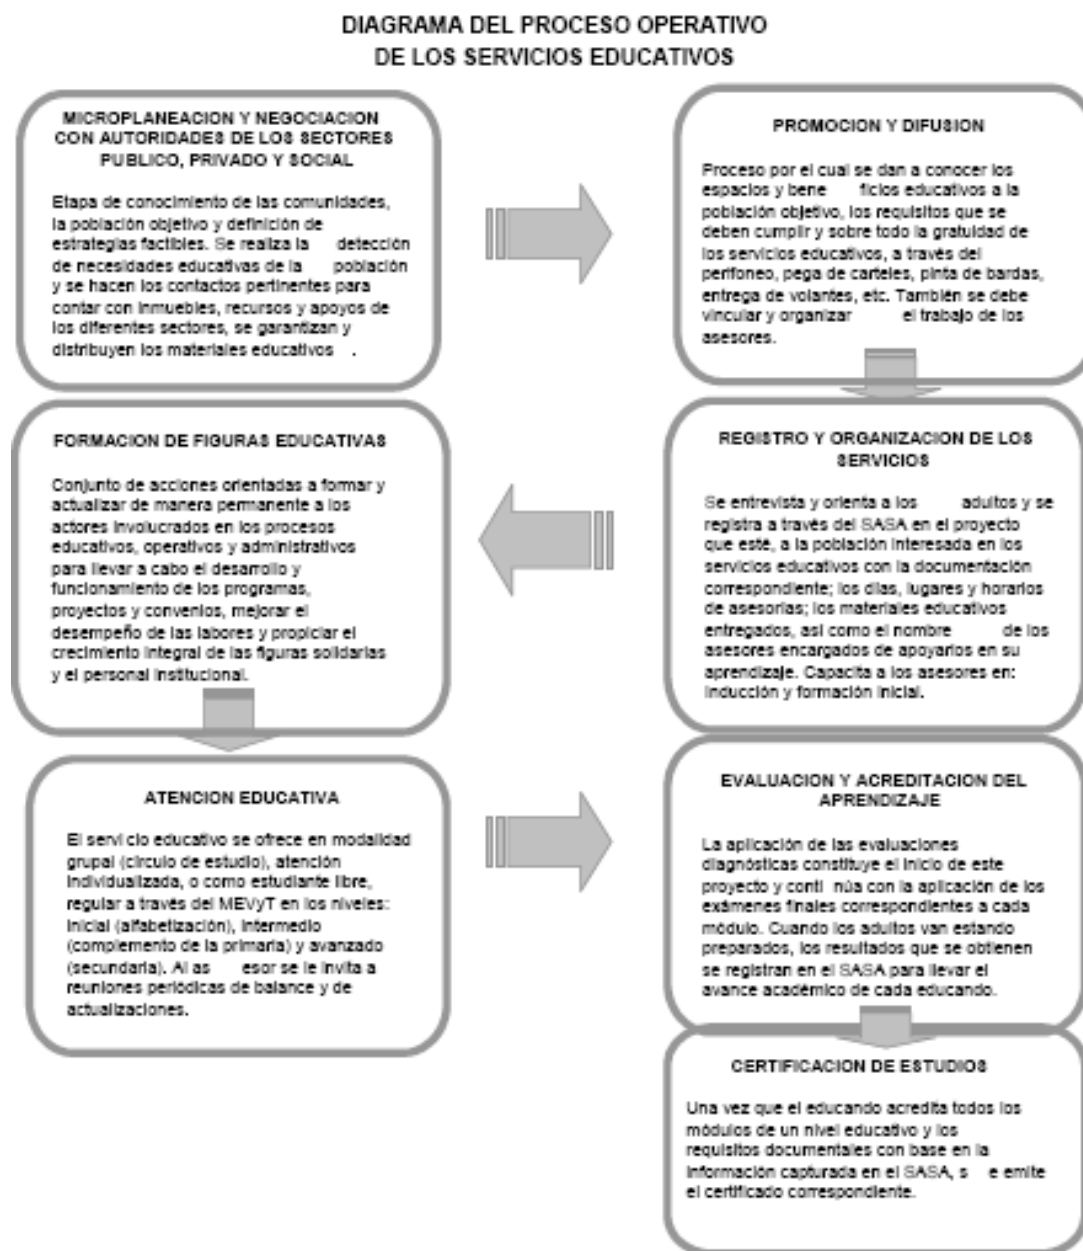 DIAGRAMA DEL PROCESO OPERATIVO
DE LOS SERVICIOS EDUCATIVOS
MICROPLANEACION Y NEGOCIACION
CON AUTORIDADES DE LOS SECTORES
PUBLICO, PRIVADO Y SOCIAL
Etapa de conocimiento de las comunidades,
la población objetivo y definición de
estrategias factibles. Se realiza la detección
de necesidades educativas de la población
y se hacen los contactos pertinentes para
contar con inmuebles, recursos y apoyos de
los diferentes sectores, se garantizan y
distribuyen los materiales educativos .
PROMOCION Y DIFUSION
Proceso por el cual se dan a conocer los
espacios y bene ficios educativos a la
población objetivo, los requisitos que se
deben cumplir y sobre todo la gratuidad de
los servicios educativos, a través del
perifoneo, pega de carteles, pinta de bardas,
entrega de volantes, etc. También se debe
vincular y organizar el trabajo de los
asesores.
REGISTRO Y ORGANIZACION DE LOS
SERVICIOS
Se entrevista y orienta a los adultos y se
registra a través del SASA en el proyecto
que esté, a la población interesada en los
servicios educativos con la documentación
correspondiente; los días, lugares y horarios
de asesorías; los materiales educativos
entregados, así como el nombre de los
asesores encargados de apoyarlos en su
aprendizaje. Capacita a los asesores en:
Inducción y formación inicial.
FORMACION DE FIGURAS EDUCATIVAS
Conjunto de acciones orientadas a formar y
actualizar de manera permanente a los
actores involucrados en los procesos
educativos, operativos y administrativos
para llevar a cabo el desarrollo y
funcionamiento de los programas,
proyectos y convenios, mejorar el
desempeño de las labores y propiciar el
crecimiento integral de las figuras solidarias
y el personal institucional.
ATENCION EDUCATIVA
El servi cio educativo se ofrece en modalidad
grupal (círculo de estudio), atención
individualizada, o como estudiante libre,
regular a través del MEVyT en los niveles:
inicial (alfabetización), intermedio
(complemento de la primaria) y avanzado
(secundaria). Al as esor se le invita a
reuniones periódicas de balance y de
actualizaciones.
EVALUACION Y ACREDITACION DEL
APRENDIZAJE
La aplicación de las evaluaciones
diagnósticas constituye el inicio de este
proyecto y conti núa con la aplicación de los
exámenes finales correspondientes a cada
módulo. Cuando los adultos van estando
preparados, los resultados que se obtienen
se registran en el SASA para llevar el
avance académico de cada educando.
CERTIFICACION DE ESTUDIOS
Una vez que el educando acredita todos los
módulos de un nivel educativo y los
requisitos documentales con base en la
información capturada en el SASA, s e emite
el certificado correspondiente.